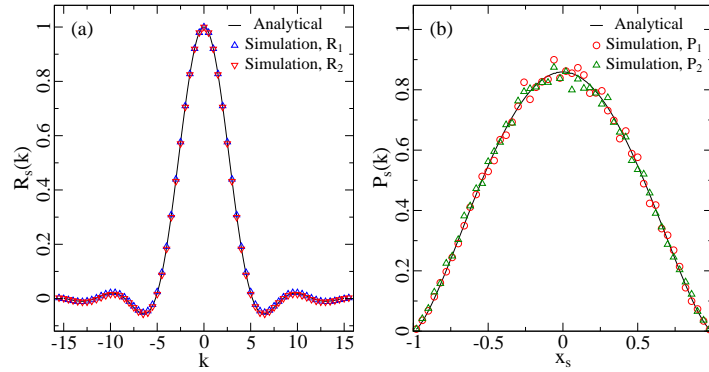 (a)
Analytical
Simulation, R1
Simulation, R2
R_s(k)
1
0.8
0.6
0.4
0.2
0
-15 -10 -5 0 5 10 15
k
(b)
Analytical
Simulation, P1
Simulation, P2
P_s(k)
1
0.8
0.6
0.4
0.2
0
-1 -0.5 0 0.5
x_s